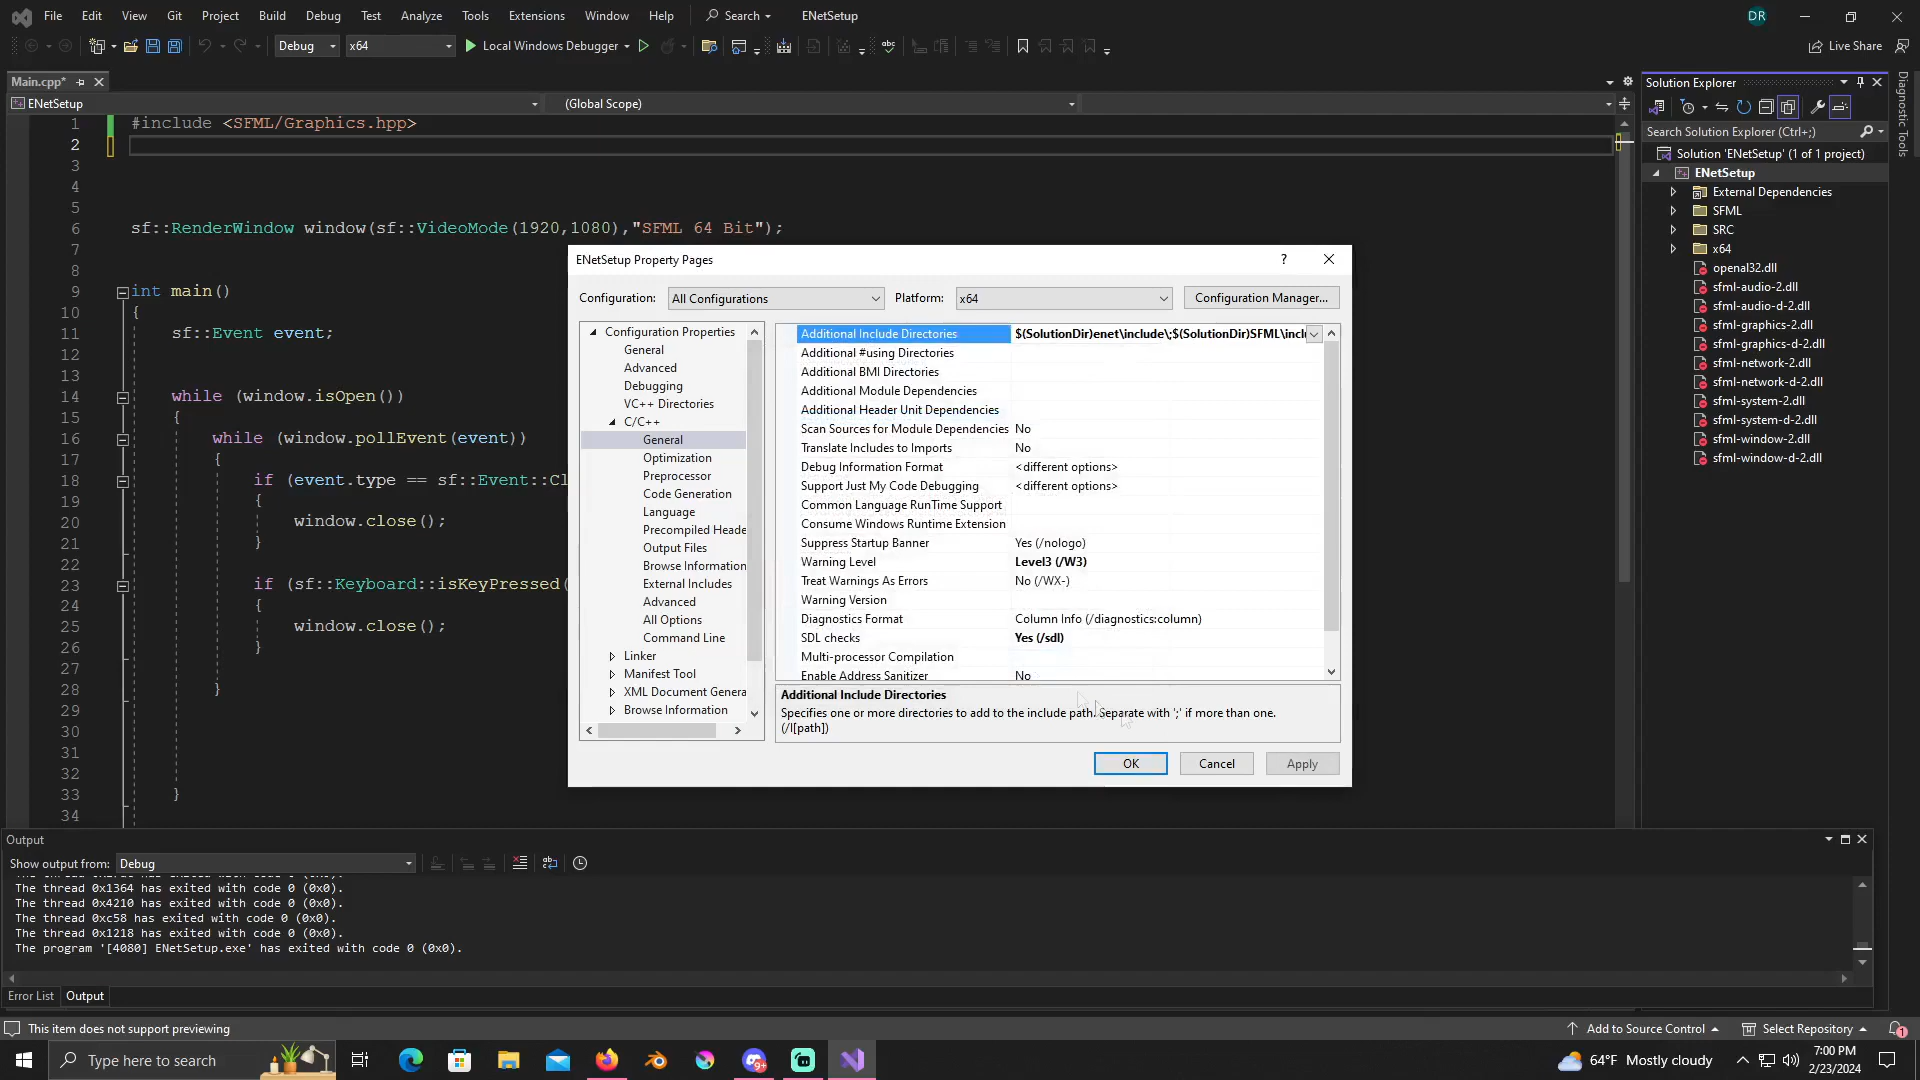 File Edit View Git Project Build Debug Test Analyze Tools Extensions Window Help Search ENetSetup DR
Debug x64 Local Windows Debugger Live Share
Main.cpp*
ENetSetup (Global Scope)
1 #include <SFML/Graphics.hpp>
2
3
4
5
6 sf::RenderWindow window(sf::VideoMode(1920,1080),"SFML 64 Bit");
7
8
9 int main()
10 {
11 sf::Event event;
12
13
14 while (window.isOpen())
15 {
16 while (window.pollEvent(event))
17 {
18 if (event.type == sf::Event::Cl
19 {
20 window.close();
21 }
22
23 if (sf::Keyboard::isKeyPressed(
24 {
25 window.close();
26 }
27
28 }
29
30
31
32
33 }
34
ENetSetup Property Pages
?
Configuration: All Configurations Platform: x64 Configuration Manager...
Configuration Properties
General
Advanced
Debugging
VC++ Directories
C/C++
General
Optimization
Preprocessor
Code Generation
Language
Precompiled Heade
Output Files
Browse Information
External Includes
Advanced
All Options
Command Line
Linker
Manifest Tool
XML Document Genera
Browse Information
Additional Include Directories $(SolutionDir)enet\include\;$(SolutionDir)SFML\inclu
Additional #using Directories
Additional BMI Directories
Additional Module Dependencies
Additional Header Unit Dependencies
Scan Sources for Module Dependencies No
Translate Includes to Imports No
Debug Information Format <different options>
Support Just My Code Debugging <different options>
Common Language RunTime Support
Consume Windows Runtime Extension
Suppress Startup Banner Yes (/nologo)
Warning Level Level3 (/W3)
Treat Warnings As Errors No (/WX-)
Warning Version
Diagnostics Format Column Info (/diagnostics:column)
SDL checks Yes (/sdl)
Multi-processor Compilation
Enable Address Sanitizer No
Additional Include Directories
Specifies one or more directories to add to the include path. Separate with ';' if more than one.
(/I[path])
OK Cancel Apply
Solution Explorer
Search Solution Explorer (Ctrl+;)
Solution 'ENetSetup' (1 of 1 project)
ENetSetup
External Dependencies
SFML
SRC
x64
openal32.dll
sfml-audio-2.dll
sfml-audio-d-2.dll
sfml-graphics-2.dll
sfml-graphics-d-2.dll
sfml-network-2.dll
sfml-network-d-2.dll
sfml-system-2.dll
sfml-system-d-2.dll
sfml-window-2.dll
sfml-window-d-2.dll
Diagnostic Tools
Output
Show output from: Debug
The thread 0x1364 has exited with code 0 (0x0).
The thread 0x4210 has exited with code 0 (0x0).
The thread 0xc58 has exited with code 0 (0x0).
The thread 0x1218 has exited with code 0 (0x0).
The program '[4080] ENetSetup.exe' has exited with code 0 (0x0).
Error List Output
This item does not support previewing Add to Source Control Select Repository 1
Type here to search 9+ 64°F Mostly cloudy 7:00 PM
2/23/2024